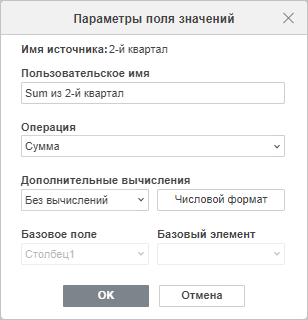 Параметры поля значений
Имя источника: 2-й квартал
Пользовательское имя
Sum из 2-й квартал
Операция
Сумма
Дополнительные вычисления
Без вычислений Числовой формат
Базовое поле Базовый элемент
Столбец1
ОК Отмена